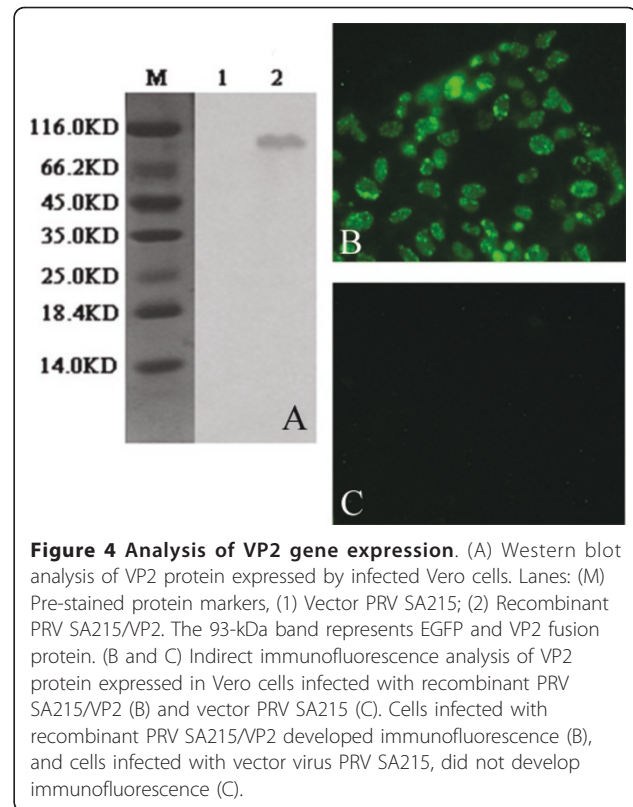 M 1 2
116.0KD
66.2KD
45.0KD
35.0KD
25.0KD
18.4KD
14.0KD
A
B
C
Figure 4 Analysis of VP2 gene expression. (A) Western blot
analysis of VP2 protein expressed by infected Vero cells. Lanes: (M)
Pre-stained protein markers, (1) Vector PRV SA215; (2) Recombinant
PRV SA215/VP2. The 93-kDa band represents EGFP and VP2 fusion
protein. (B and C) Indirect immunofluorescence analysis of VP2
protein expressed in Vero cells infected with recombinant PRV
SA215/VP2 (B) and vector PRV SA215 (C). Cells infected with
recombinant PRV SA215/VP2 developed immunofluorescence (B),
and cells infected with vector virus PRV SA215, did not develop
immunofluorescence (C).